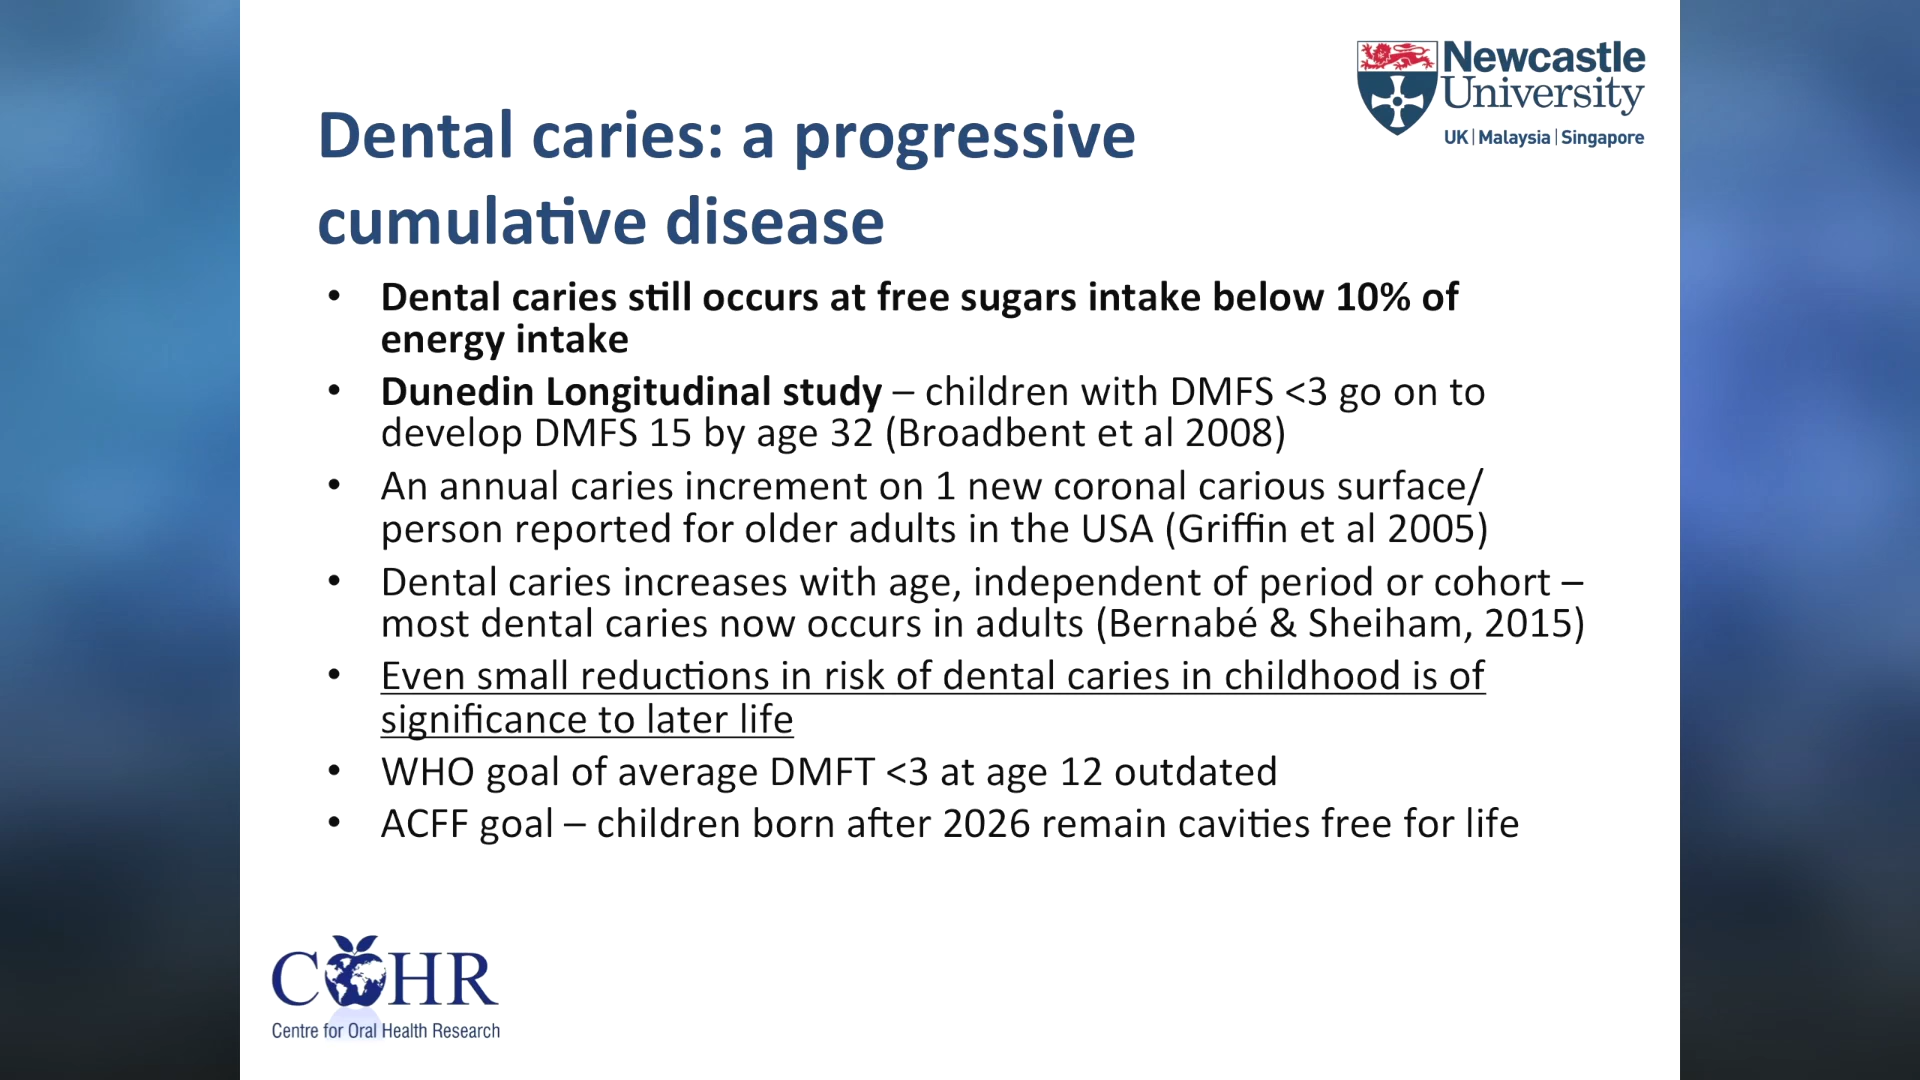 Newcastle
University
UK | Malaysia | Singapore
Dental caries: a progressive
cumulative disease
• Dental caries still occurs at free sugars intake below 10% of
energy intake
• Dunedin Longitudinal study – children with DMFS <3 go on to
develop DMFS 15 by age 32 (Broadbent et al 2008)
• An annual caries increment on 1 new coronal carious surface/
person reported for older adults in the USA (Griffin et al 2005)
• Dental caries increases with age, independent of period or cohort –
most dental caries now occurs in adults (Bernabé & Sheiham, 2015)
• Even small reductions in risk of dental caries in childhood is of
significance to later life
• WHO goal of average DMFT <3 at age 12 outdated
• ACFF goal – children born after 2026 remain cavities free for life
COHR
Centre for Oral Health Research